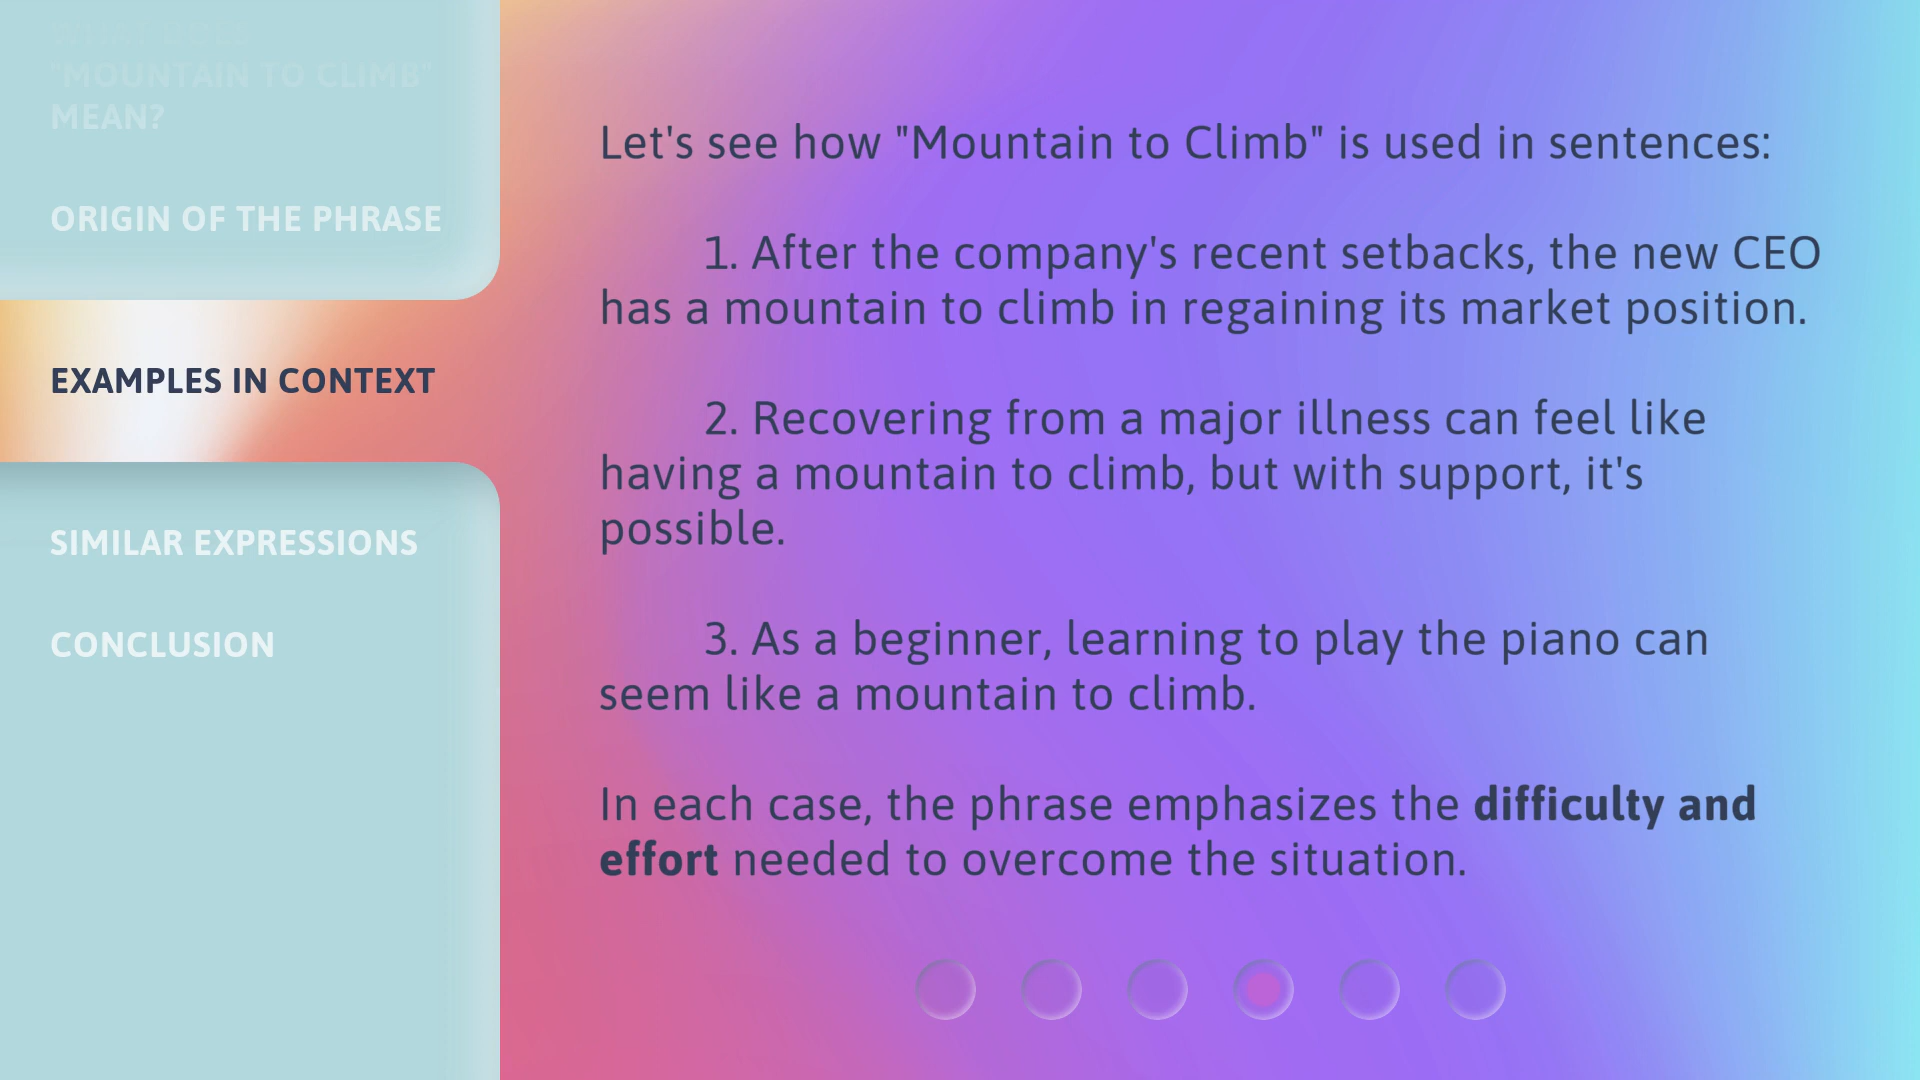 WHAT DOES
"MOUNTAIN TO CLIMB"
MEAN?
ORIGIN OF THE PHRASE
EXAMPLES IN CONTEXT
SIMILAR EXPRESSIONS
CONCLUSION
Let's see how "Mountain to Climb" is used in sentences:
1. After the company's recent setbacks, the new CEO
has a mountain to climb in regaining its market position.
2. Recovering from a major illness can feel like
having a mountain to climb, but with support, it's
possible.
3. As a beginner, learning to play the piano can
seem like a mountain to climb.
In each case, the phrase emphasizes the difficulty and
effort needed to overcome the situation.